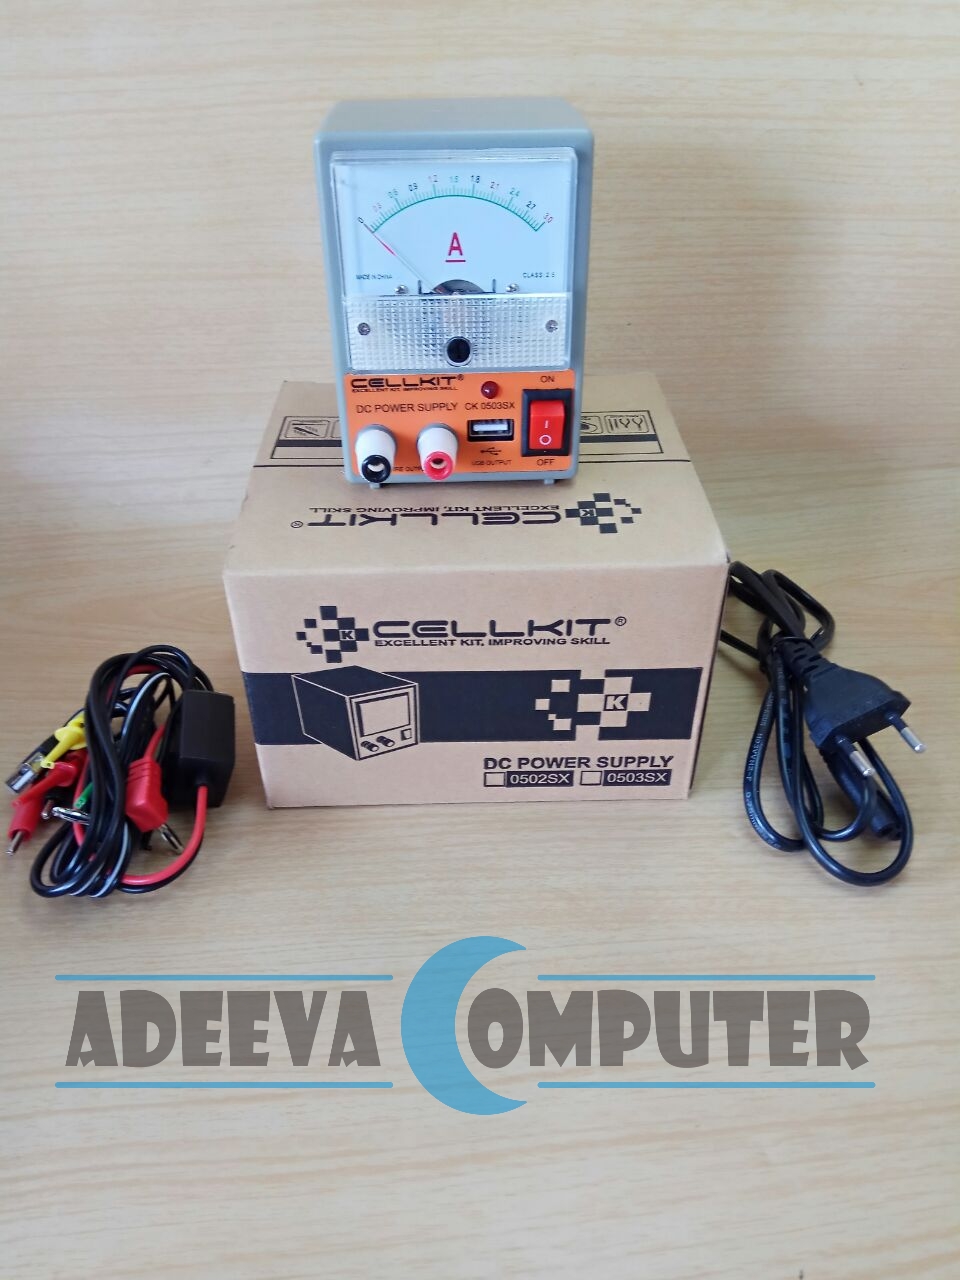 0 0.3 0.6 0.9 1.2 1.5 1.8 2.1 2.4 2.7 3.0
A
MADE IN CHINA
CLASS: 2.5
CELLKIT®
EXCELLENT KIT, IMPROVING SKILL
DC POWER SUPPLY CK 0503SX
ON
I
O
OFF
USB OUTPUT
CELLKIT®
EXCELLENT KIT, IMPROVING SKILL
K
K CELLKIT®
EXCELLENT KIT, IMPROVING SKILL
K
DC POWER SUPPLY
0502SX 0503SX
ADEEVA COMPUTER